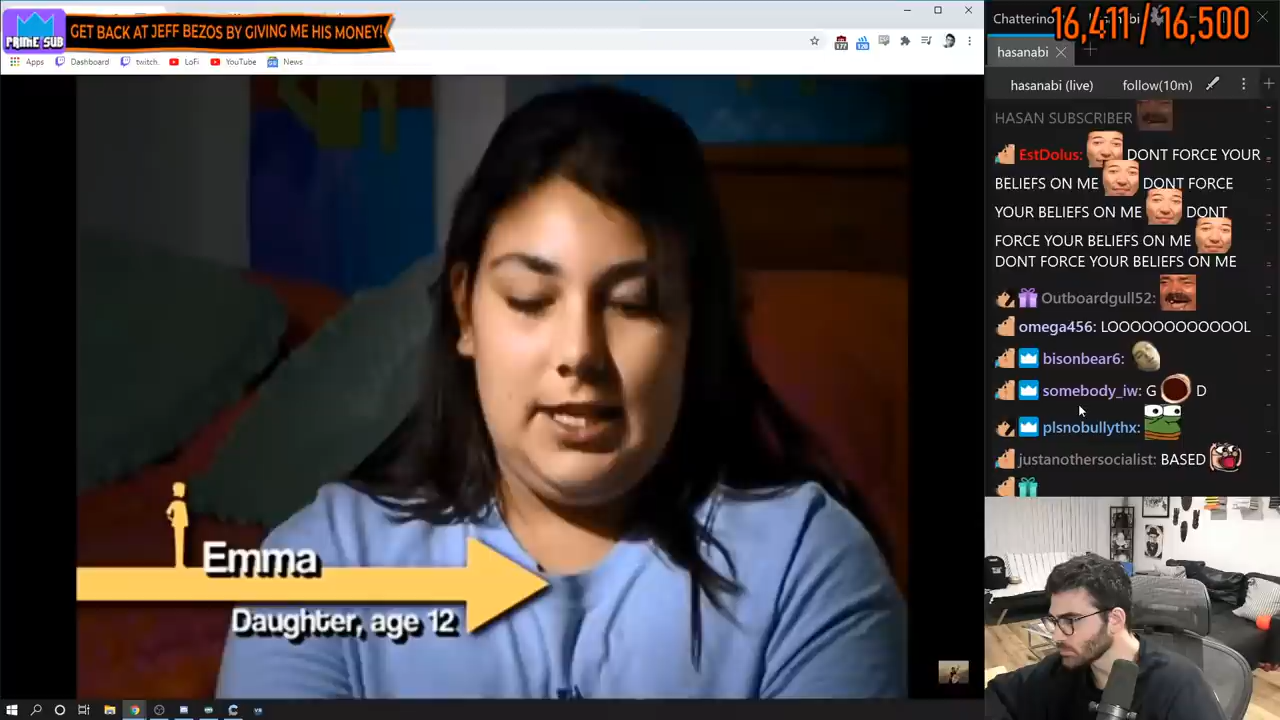 PRIME SUB
GET BACK AT JEFF BEZOS BY GIVING ME HIS MONEY!
Apps
Dashboard
twitch.
LoFi
YouTube
News
177
120
Emma
Daughter, age 12
Chatterino
16,411/16,500
hasanabi
hasanabi (live)
follow(10m)
HASAN SUBSCRIBER
EstDolus: DONT FORCE YOUR
BELIEFS ON ME DONT FORCE
YOUR BELIEFS ON ME DONT
FORCE YOUR BELIEFS ON ME
DONT FORCE YOUR BELIEFS ON ME
Outboardgull52:
omega456: LOOOOOOOOOOOL
bisonbear6:
somebody_iw: G D
plsnobullythx:
justanothersocialist: BASED